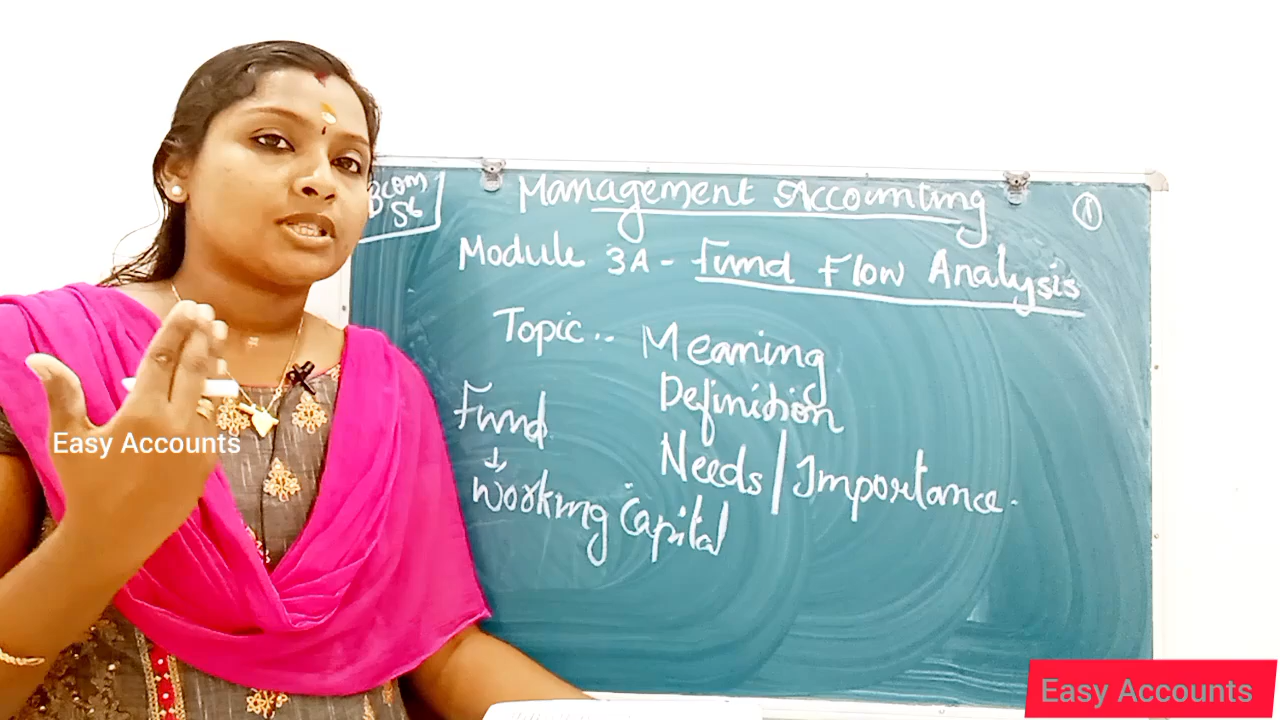 Bcom
S6
Management Accounting
1
Module 3A - Fund Flow Analysis
Topic.. Meaning
Definition
Needs/Importance.
Fund
↓
Working Capital
Easy Accounts
Easy Accounts